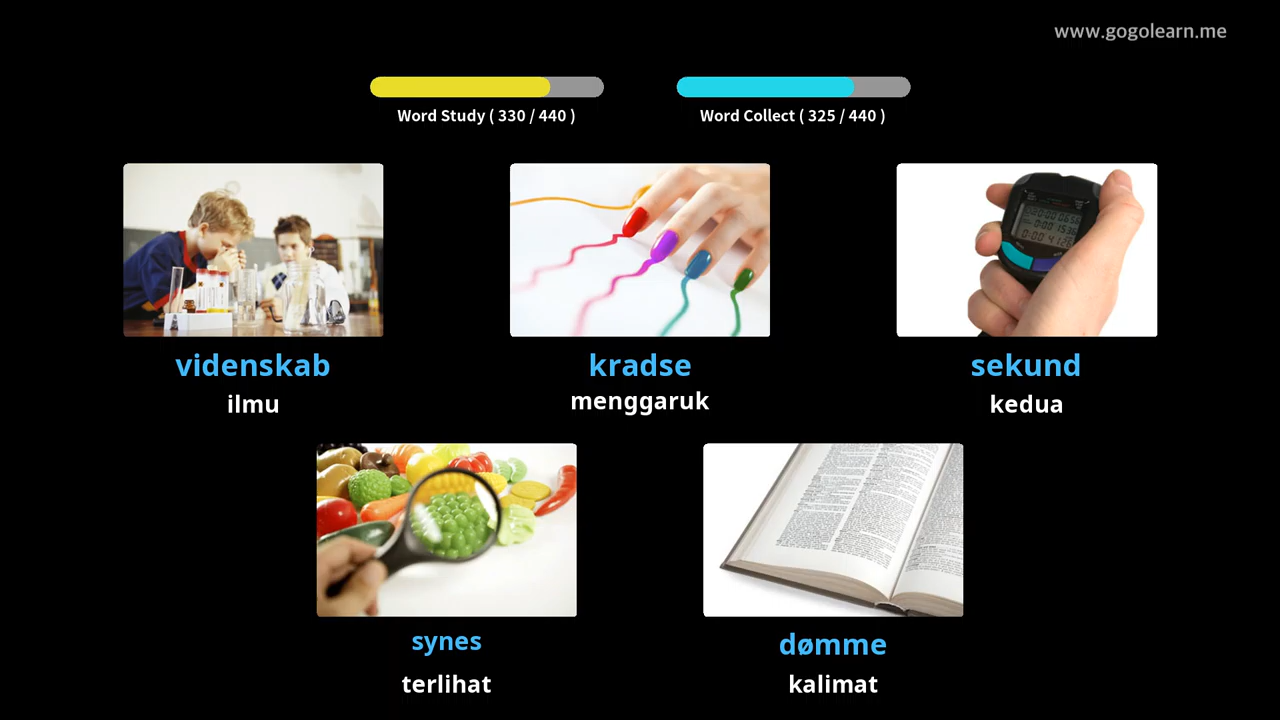 www.gogolearn.me
Word Study ( 330 / 440 )
Word Collect ( 325 / 440 )
videnskab
ilmu
kradse
menggaruk
sekund
kedua
synes
terlihat
dømme
kalimat